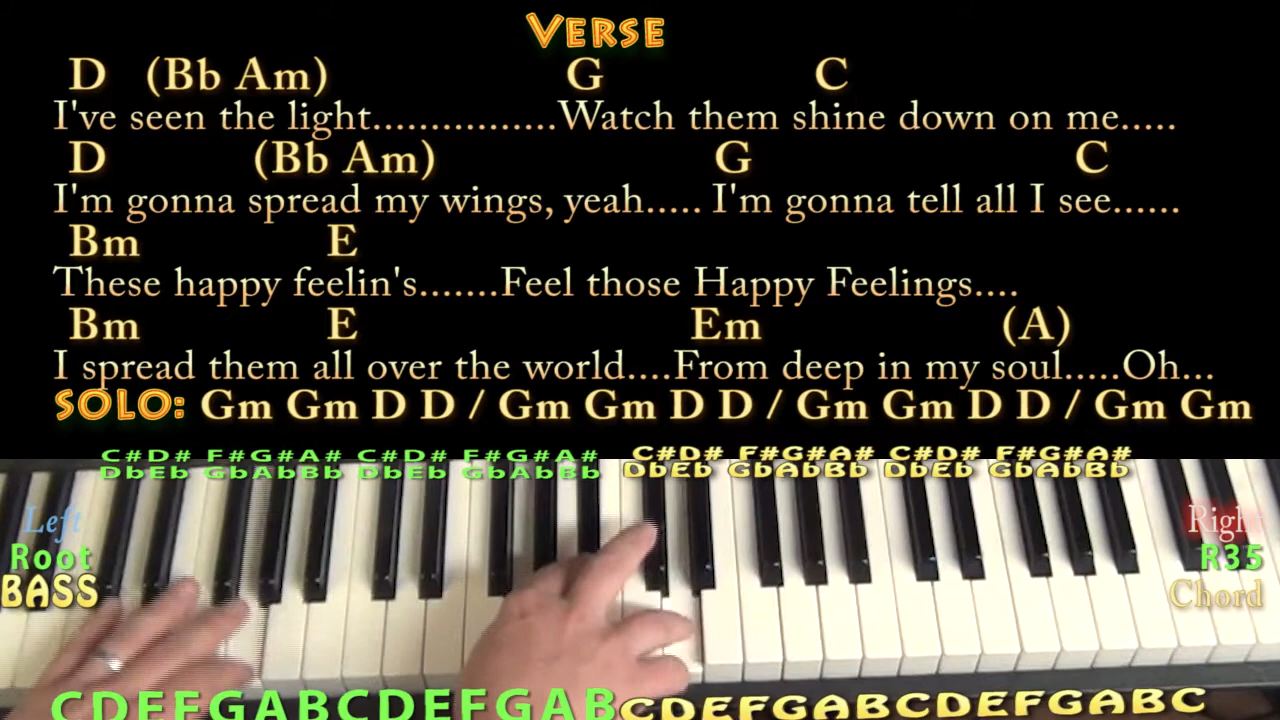 VERSE
D (Bb Am) G C
I've seen the light................Watch them shine down on me.....
D (Bb Am) G C
I'm gonna spread my wings, yeah..... I'm gonna tell all I see......
Bm E
These happy feelin's.......Feel those Happy Feelings....
Bm E Em (A)
I spread them all over the world....From deep in my soul.....Oh...
SOLO: Gm Gm D D / Gm Gm D D / Gm Gm D D / Gm Gm
C#D# F#G#A# C#D# F#G#A# C#D# F#G#A# C#D# F#G#A#
DbEb GbAbBb DbEb GbAbBb DbEb GbAbBb DbEb GbAbBb
Left
Root
BASS
Right
R35
Chord
CDEFGABCDEFGAB CDEFGABCDEFGABC